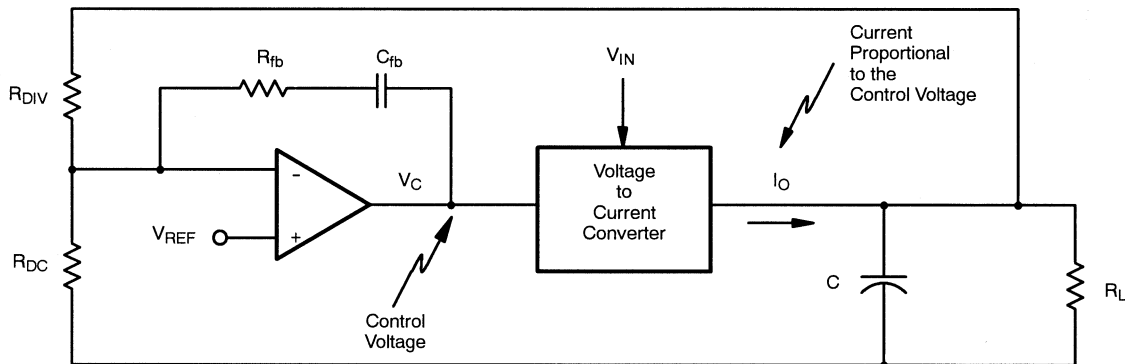 Current
Proportional
to the
Control Voltage
R_fb
C_fb
V_IN
R_DIV
Voltage
to
Current
Converter
-
V_C
I_O
V_REF
+
R_DC
C
R_L
Control
Voltage